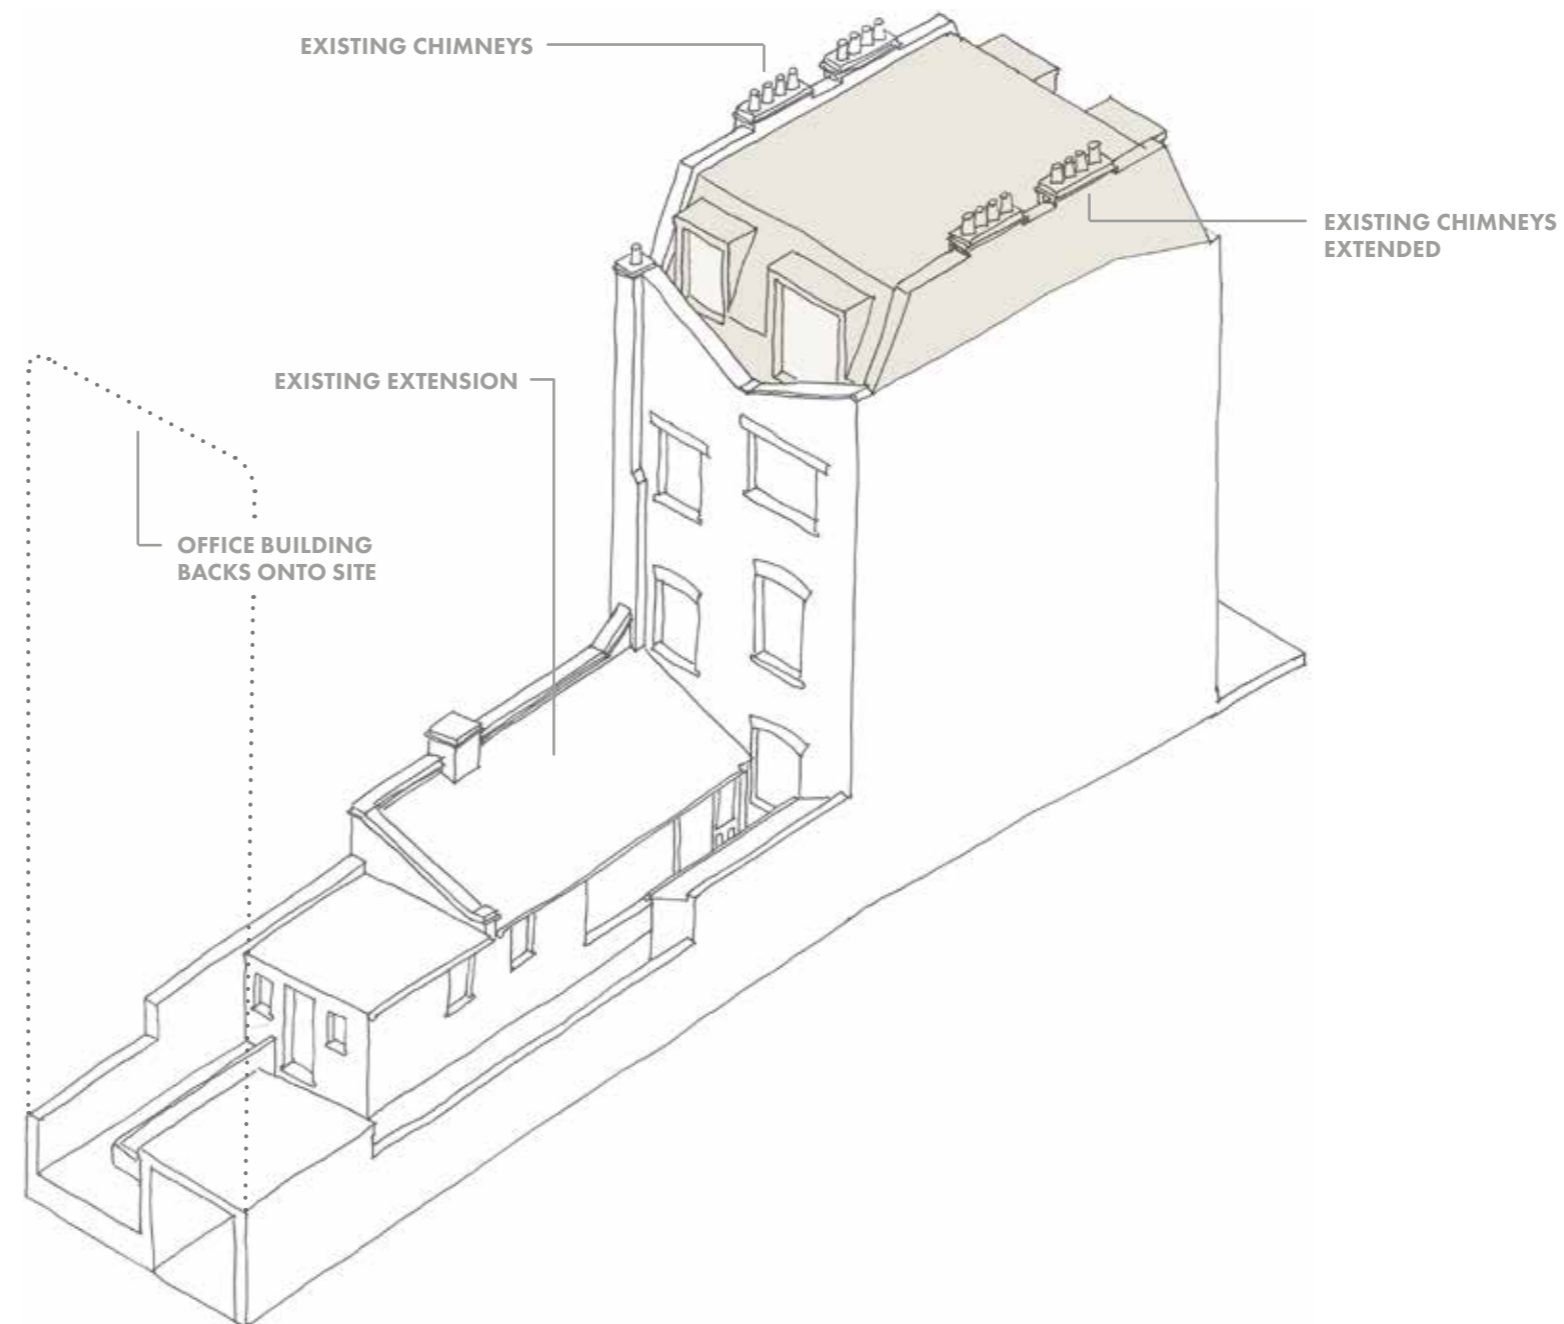 EXISTING CHIMNEYS
EXISTING CHIMNEYS
EXTENDED
EXISTING EXTENSION
OFFICE BUILDING
BACKS ONTO SITE